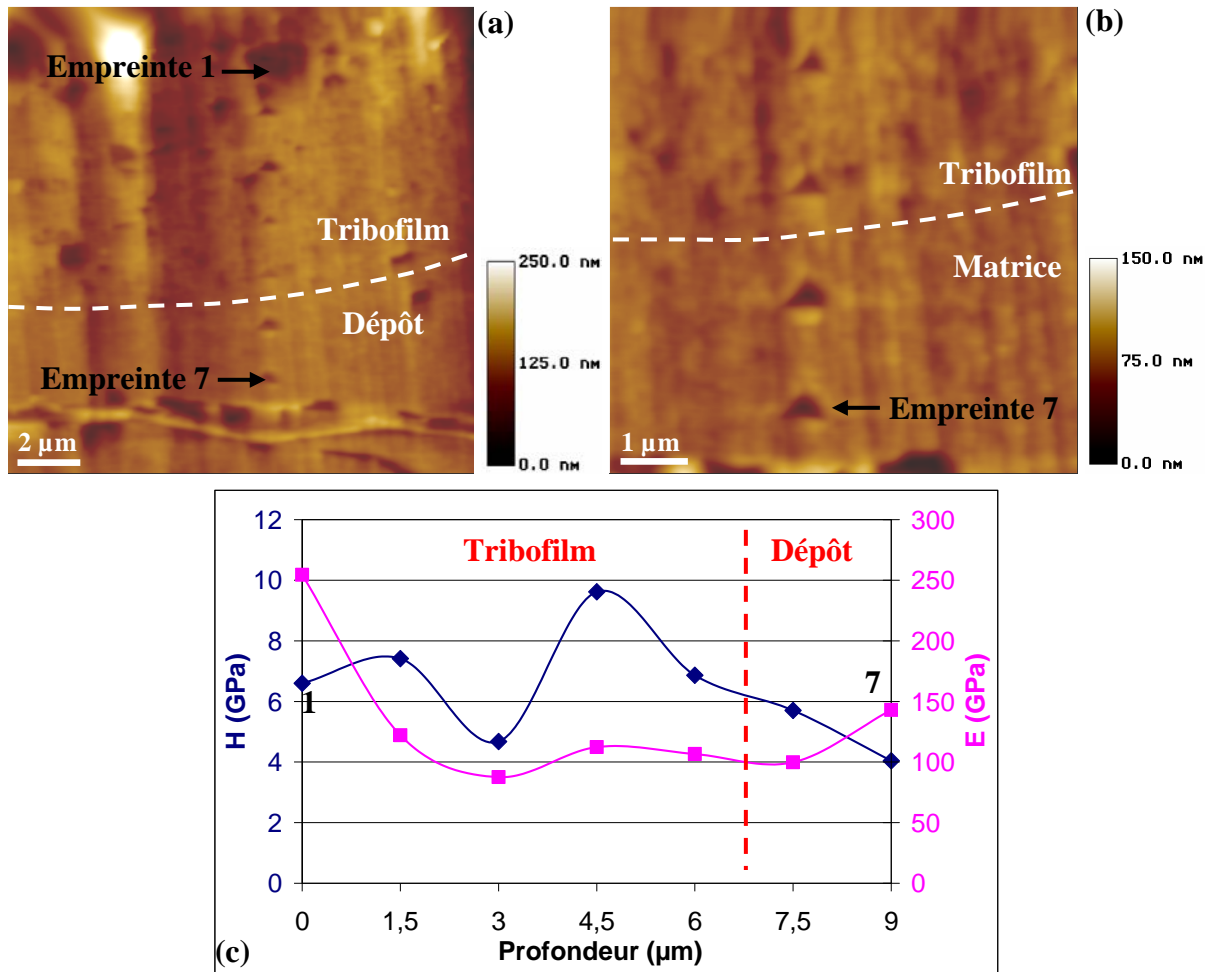 (a)
Empreinte 1
Tribofilm
Dépôt
Empreinte 7
2 µm
250.0 nm
125.0 nm
0.0 nm
(b)
Tribofilm
Matrice
Empreinte 7
1 µm
150.0 nm
75.0 nm
0.0 nm
Tribofilm
Dépôt
12
10
8
6
4
2
0
H (GPa)
1
7
300
250
200
150
100
50
0
E (GPa)
0
1,5
3
4,5
6
7,5
9
Profondeur (µm)
(c)